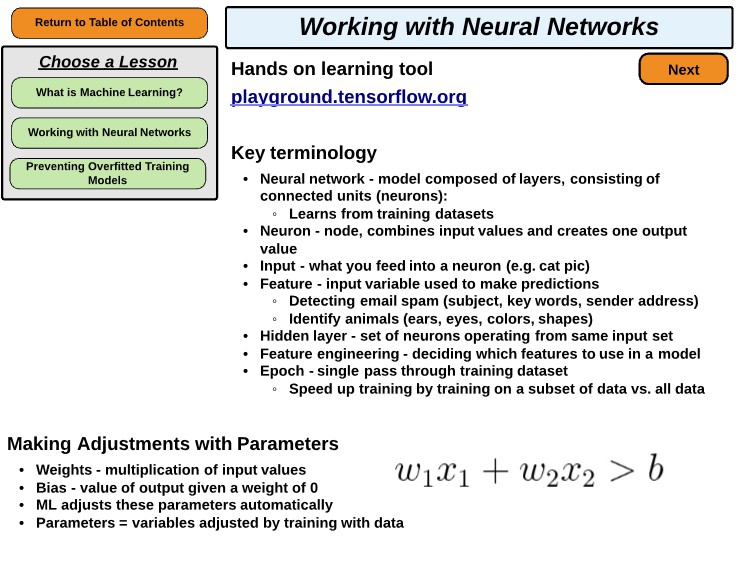 Return to Table of Contents
Choose a Lesson
What is Machine Learning?
Working with Neural Networks
Preventing Overfitted Training
Models
Working with Neural Networks
Next
Hands on learning tool
playground.tensorflow.org
Key terminology
• Neural network - model composed of layers, consisting of
connected units (neurons):
◦ Learns from training datasets
• Neuron - node, combines input values and creates one output
value
• Input - what you feed into a neuron (e.g. cat pic)
• Feature - input variable used to make predictions
◦ Detecting email spam (subject, key words, sender address)
◦ Identify animals (ears, eyes, colors, shapes)
• Hidden layer - set of neurons operating from same input set
• Feature engineering - deciding which features to use in a model
• Epoch - single pass through training dataset
◦ Speed up training by training on a subset of data vs. all data
Making Adjustments with Parameters
• Weights - multiplication of input values
• Bias - value of output given a weight of 0
• ML adjusts these parameters automatically
• Parameters = variables adjusted by training with data
w₁x₁ + w₂x₂ > b